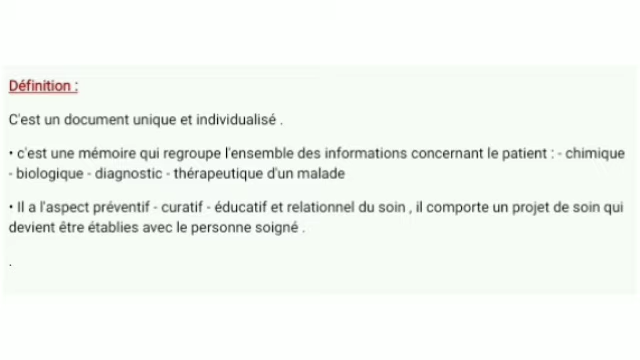 Définition :
C'est un document unique et individualisé .
• c'est une mémoire qui regroupe l'ensemble des informations concernant le patient : - chimique
- biologique - diagnostic - thérapeutique d'un malade
• Il a l'aspect préventif - curatif - éducatif et relationnel du soin , il comporte un projet de soin qui
devient être établies avec le personne soigné .
.